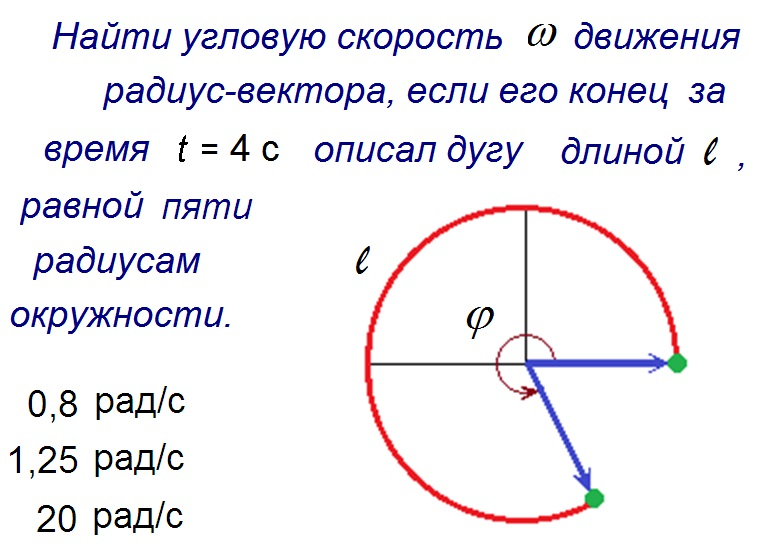 Найти угловую скорость ω движения
радиус-вектора, если его конец за
время t = 4 с описал дугу длиной ℓ ,
равной пяти
радиусам
окружности.
ℓ
φ
0,8 рад/с
1,25 рад/с
20 рад/с